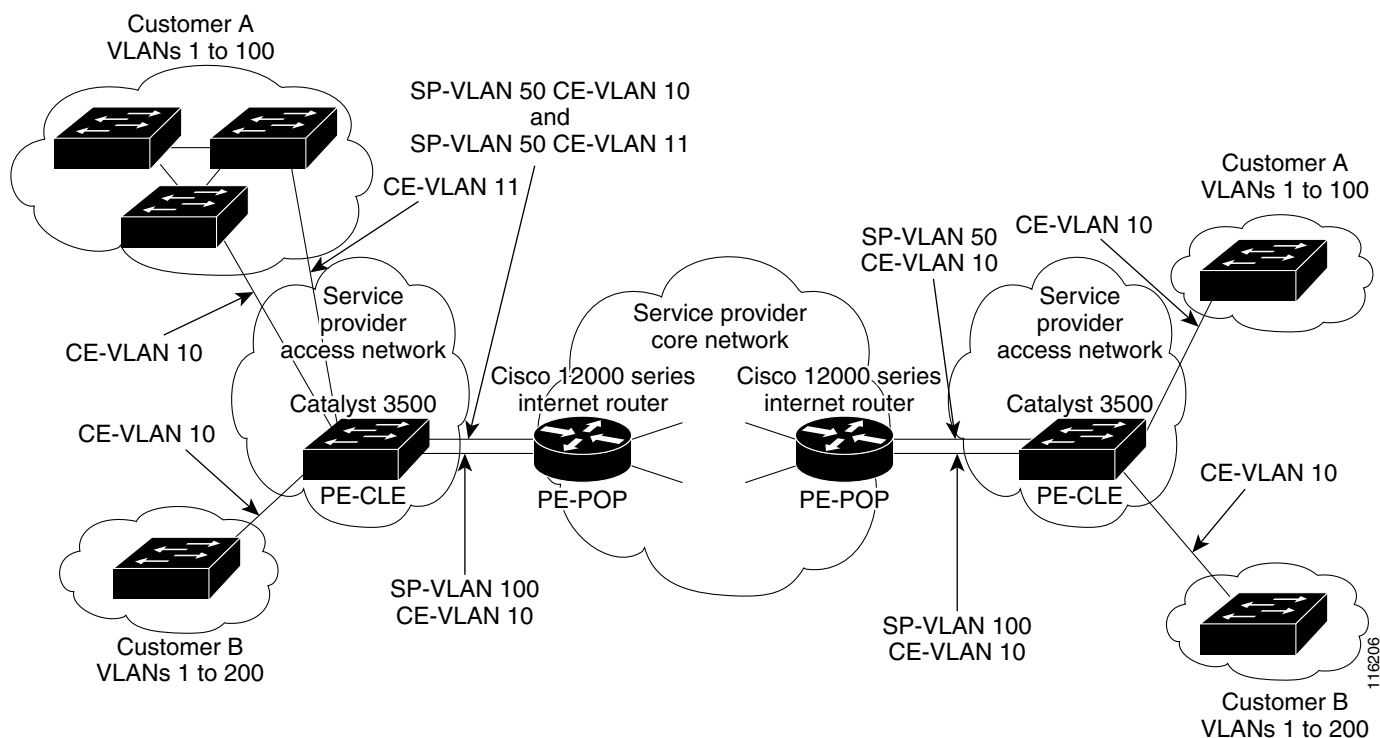 Customer A
VLANs 1 to 100
SP-VLAN 50 CE-VLAN 10
and
SP-VLAN 50 CE-VLAN 11
CE-VLAN 11
Customer A
VLANs 1 to 100
CE-VLAN 10
SP-VLAN 50
CE-VLAN 10
Service
provider
access network
CE-VLAN 10
Service provider
core network
Service
provider
access network
Cisco 12000 series
internet router
Cisco 12000 series
internet router
Catalyst 3500
Catalyst 3500
CE-VLAN 10
PE-CLE
PE-POP
PE-POP
PE-CLE
CE-VLAN 10
SP-VLAN 100
CE-VLAN 10
SP-VLAN 100
CE-VLAN 10
Customer B
VLANs 1 to 200
Customer B
VLANs 1 to 200
116206